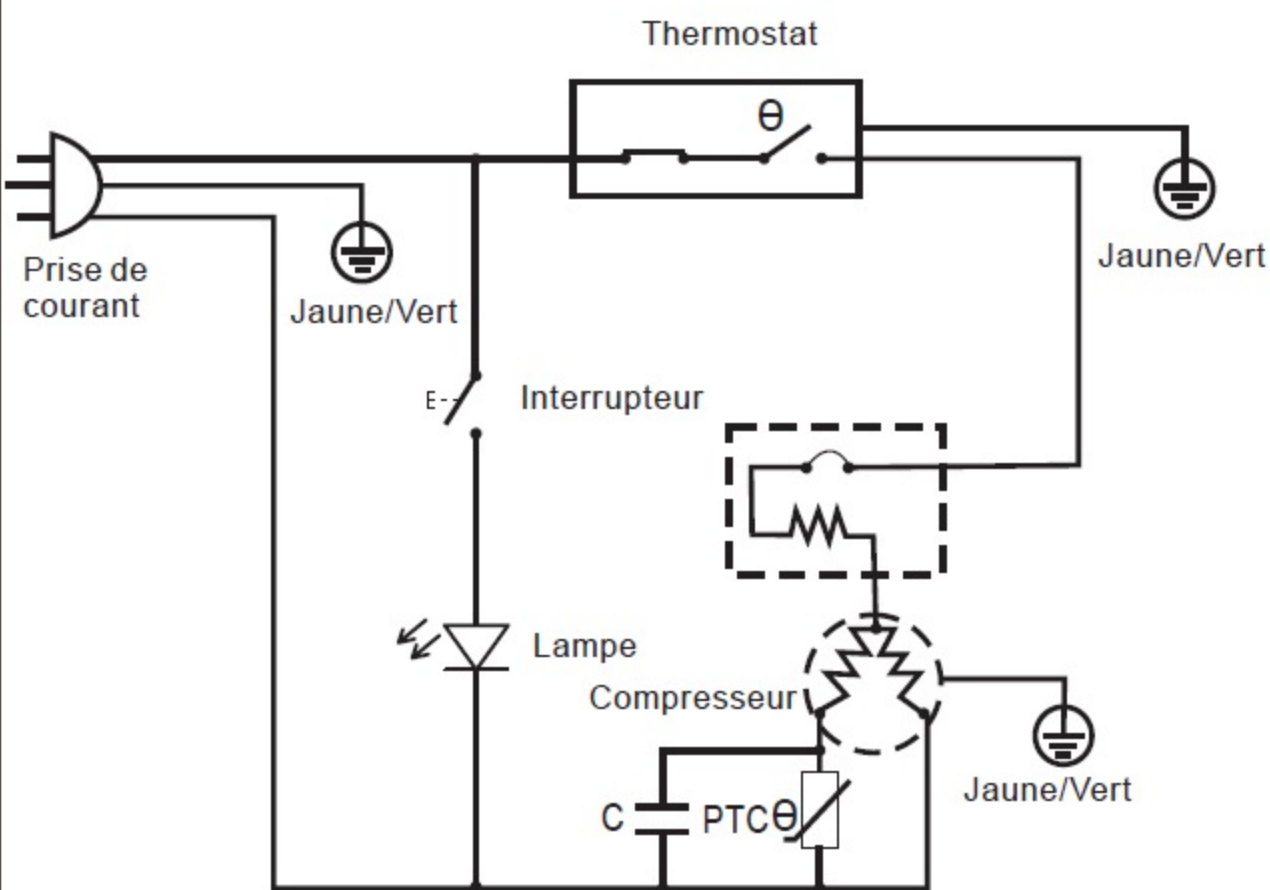 Thermostat
θ
Prise de
courant
Jaune/Vert
Jaune/Vert
E
Interrupteur
Lampe
Compresseur
C
PTC θ
Jaune/Vert